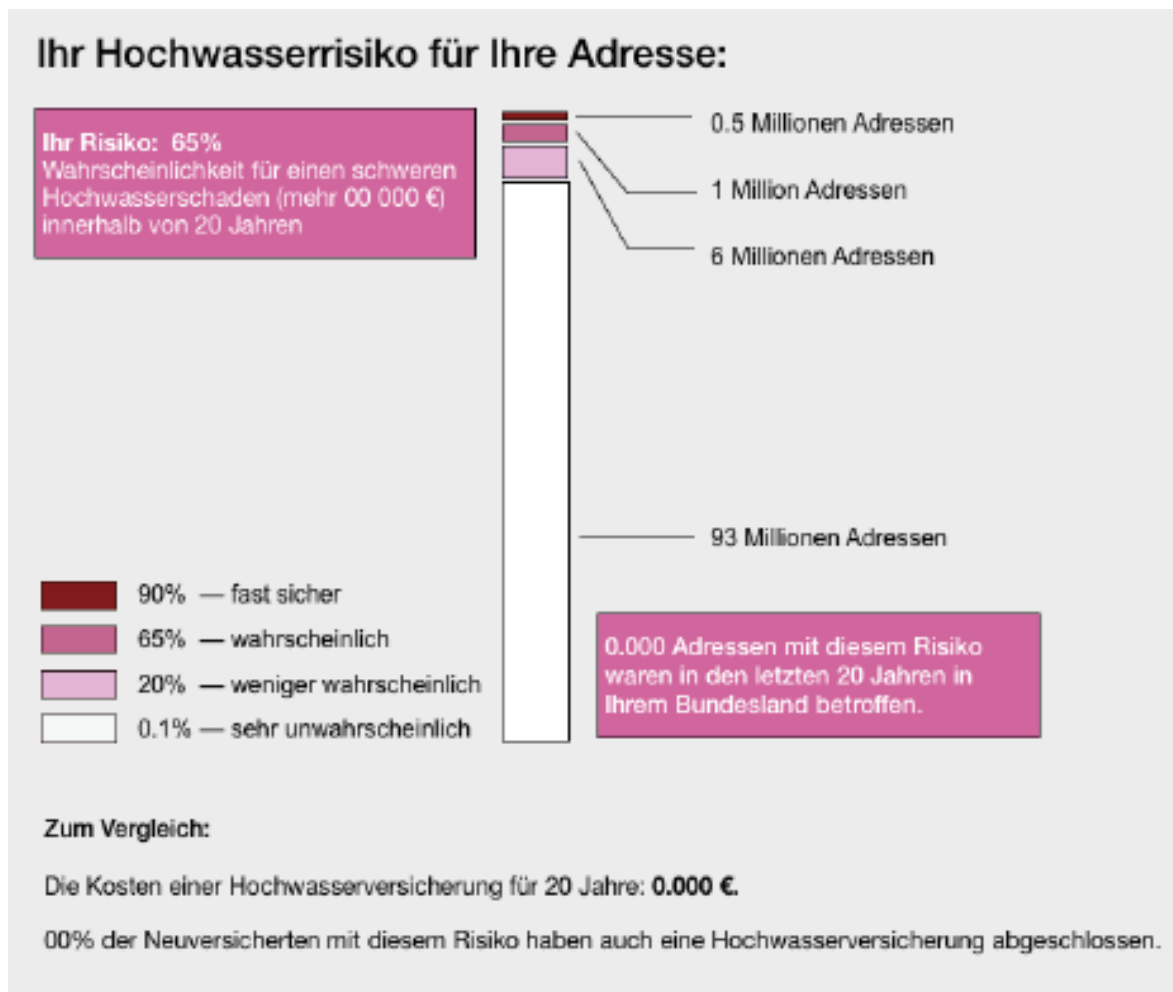 Ihr Hochwasserrisiko für Ihre Adresse:
Ihr Risiko: 65%
Wahrscheinlichkeit für einen schweren
Hochwasserschaden (mehr 00 000 €)
innerhalb von 20 Jahren
0.5 Millionen Adressen
1 Million Adressen
6 Millionen Adressen
93 Millionen Adressen
90% — fast sicher
65% — wahrscheinlich
20% — weniger wahrscheinlich
0.1% — sehr unwahrscheinlich
0.000 Adressen mit diesem Risiko
waren in den letzten 20 Jahren in
Ihrem Bundesland betroffen.
Zum Vergleich:
Die Kosten einer Hochwasserversicherung für 20 Jahre: 0.000 €.
00% der Neuversicherten mit diesem Risiko haben auch eine Hochwasserversicherung abgeschlossen.